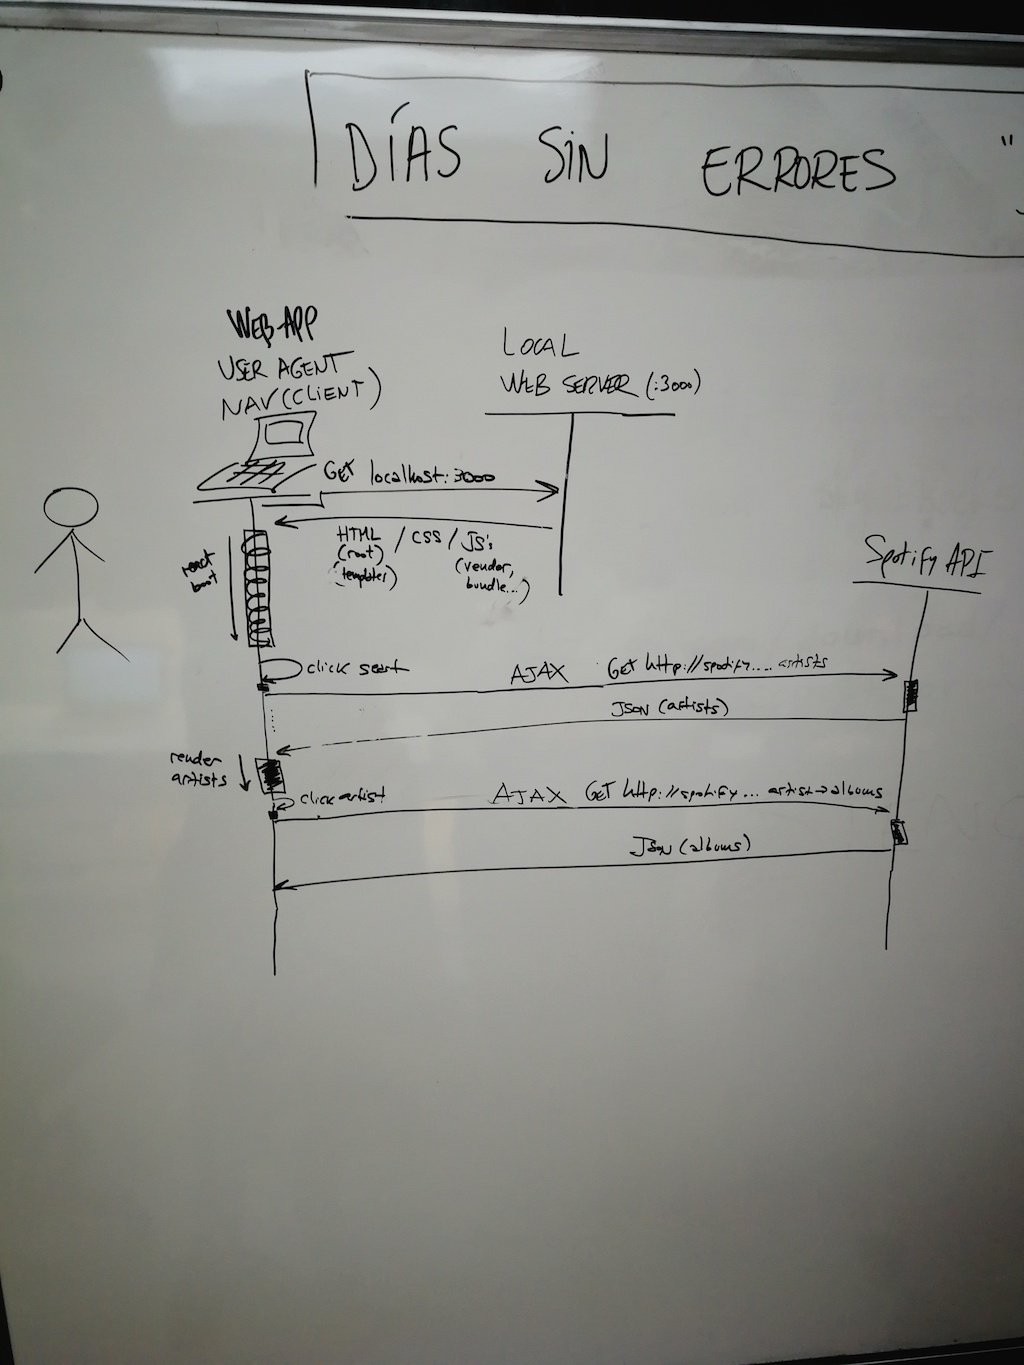 DÍAS SIN ERRORES "
WEB APP
USER AGENT
NAV (CLIENT)
LOCAL
WEB SERVER (:3000)
GET localhost:3000
HTML / CSS / JS's
(root) (vendor,
(templates) bundle...)
react
boot
Spotify API
click search
AJAX GET http://spotify.... artists
JSON (artists)
render
artists
click artist
AJAX GET http://spotify... artist→albums
JSON (albums)